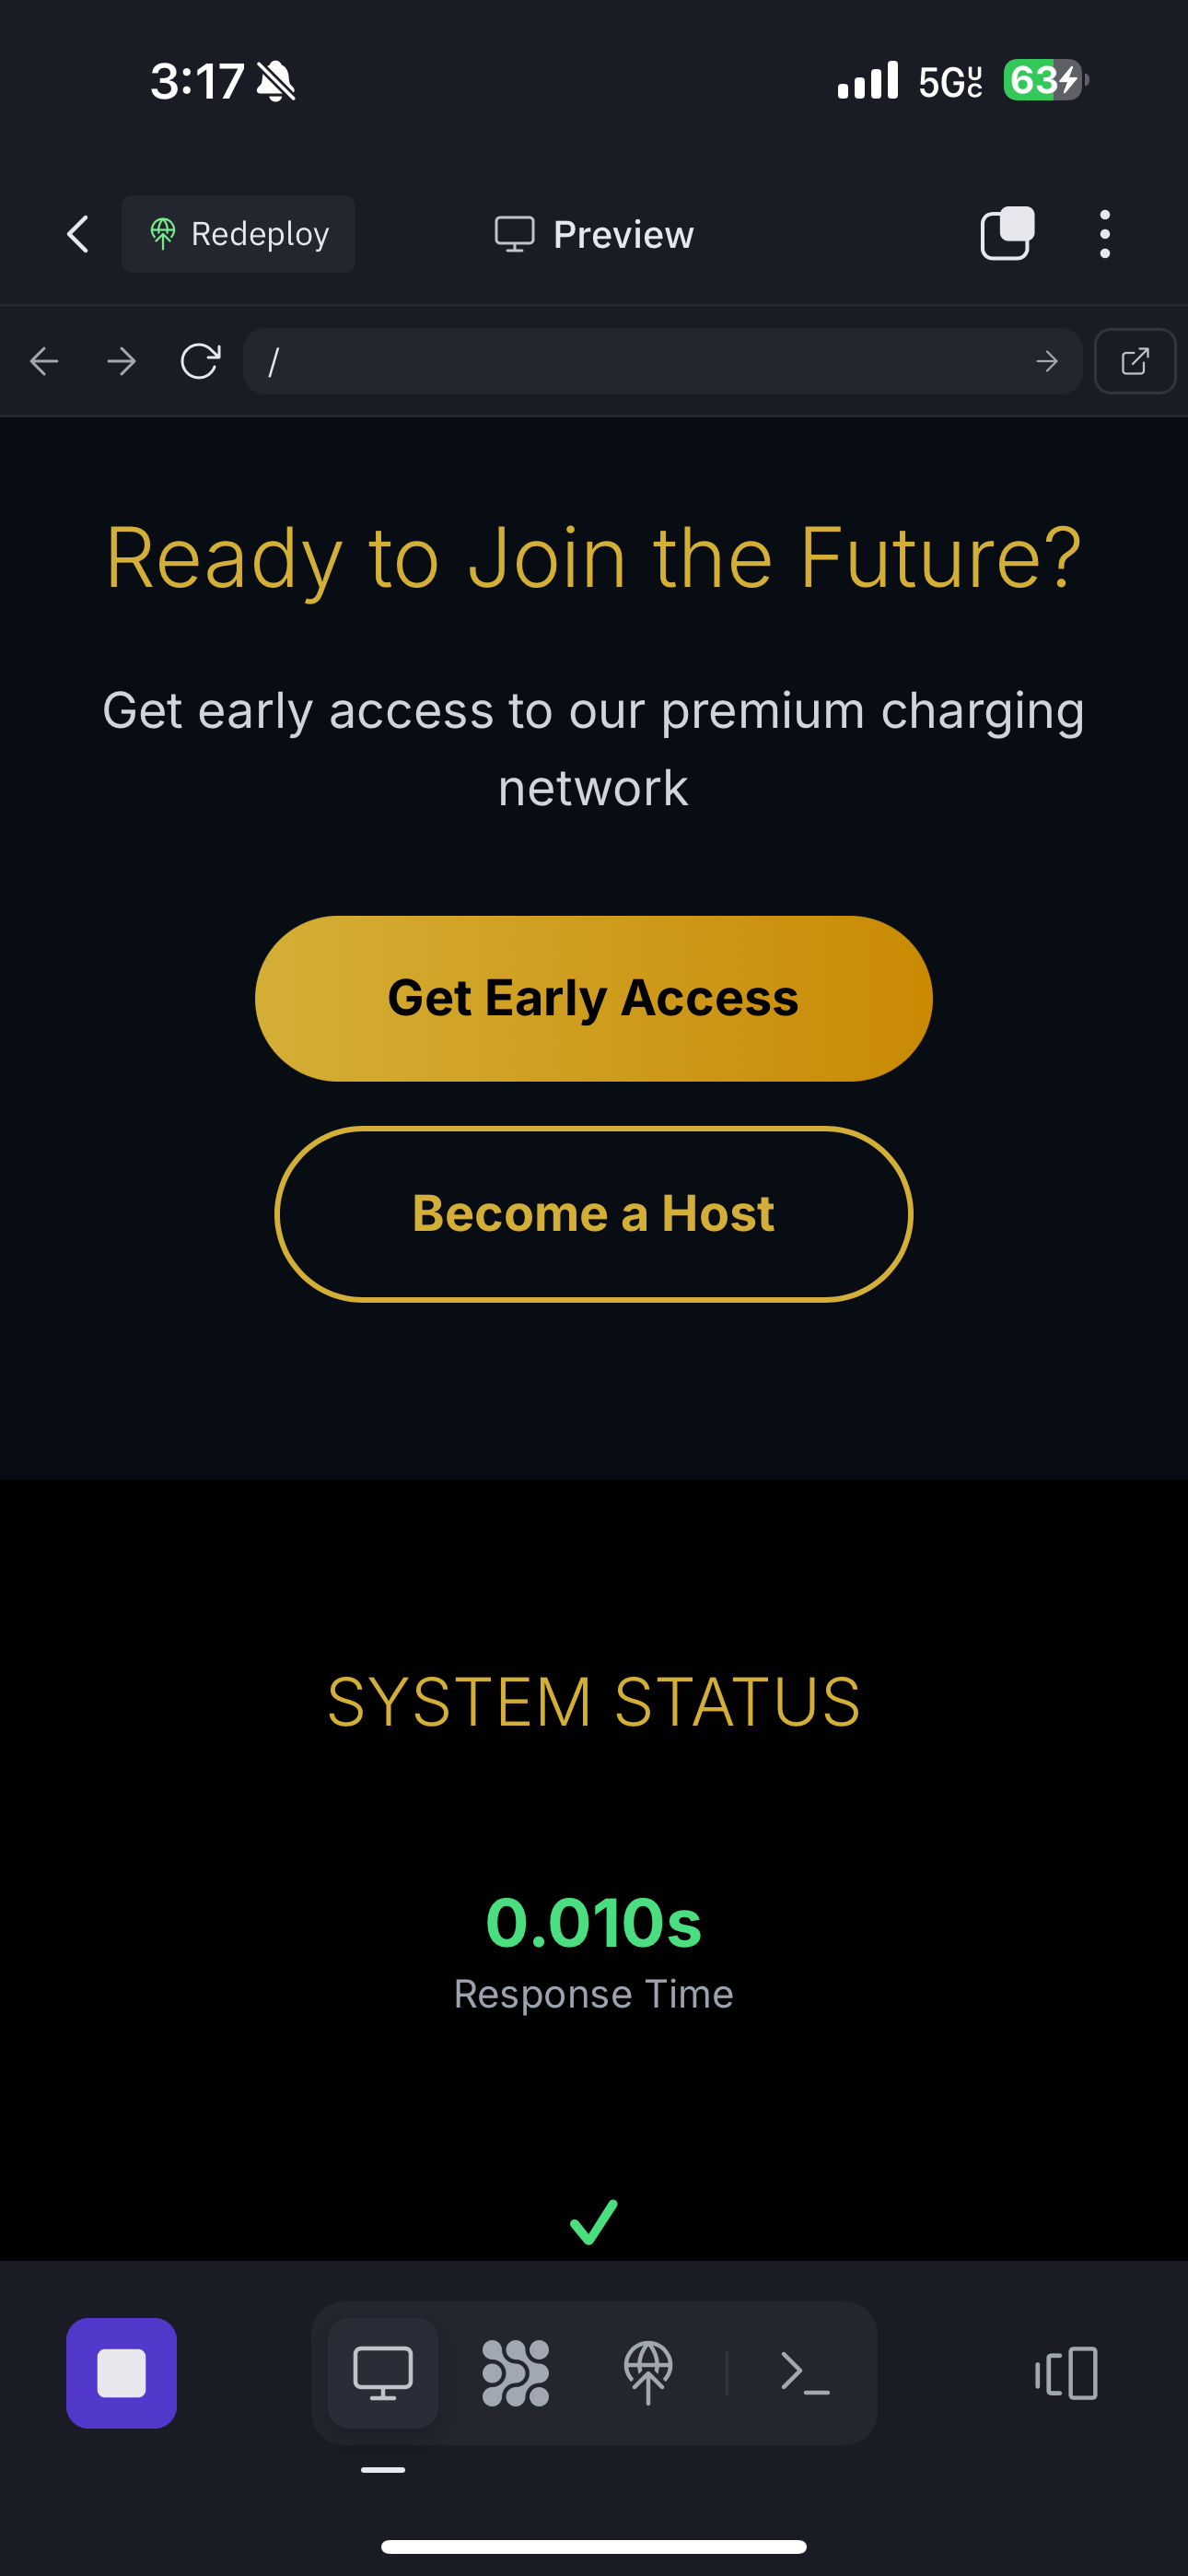 3:17
5G UC
63
Redeploy
Preview
/
Ready to Join the Future?
Get early access to our premium charging
network
Get Early Access
Become a Host
SYSTEM STATUS
0.010s
Response Time